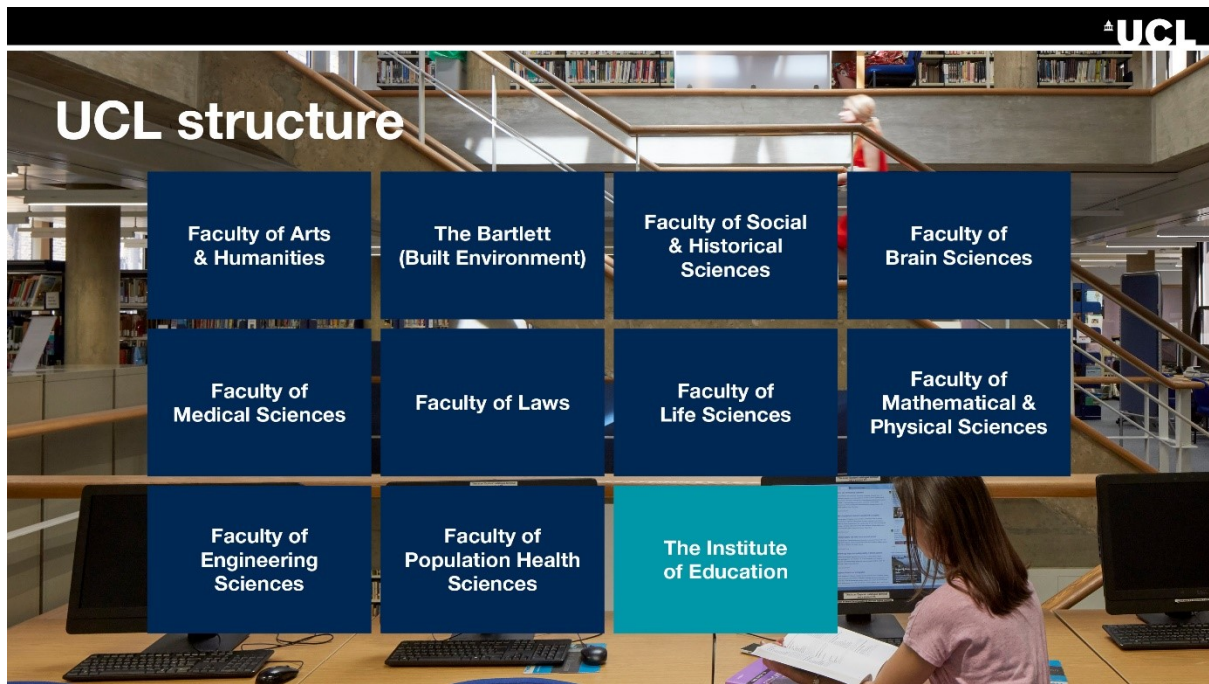 UCL
UCL structure
Faculty of Arts
& Humanities
The Bartlett
(Built Environment)
Faculty of Social
& Historical
Sciences
Faculty of
Brain Sciences
Faculty of
Medical Sciences
Faculty of Laws
Faculty of
Life Sciences
Faculty of
Mathematical &
Physical Sciences
Faculty of
Engineering
Sciences
Faculty of
Population Health
Sciences
The Institute
of Education